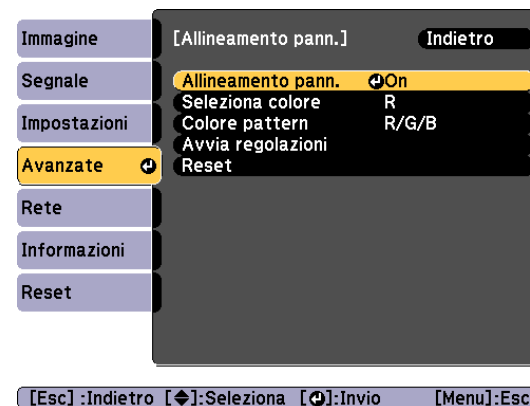 Immagine
Segnale
Impostazioni
Avanzate
Rete
Informazioni
Reset
[Allineamento pann.] Indietro
Allineamento pann. On
Seleziona colore R
Colore pattern R/G/B
Avvia regolazioni
Reset
[Esc] :Indietro [◆]:Seleziona [⏎]:Invio [Menu]:Esc